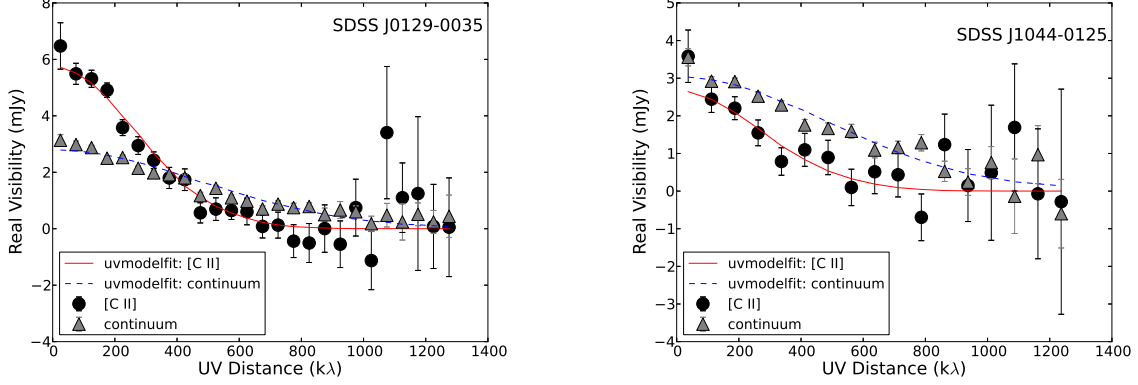 8
6
4
2
0
−2
−4
Real Visibility (mJy)
SDSS J0129-0035
uvmodelfit: [C II]
uvmodelfit: continuum
[C II]
continuum
0 200 400 600 800 1000 1200 1400
UV Distance (kλ)
5
4
3
2
1
0
−1
−2
−3
−4
Real Visibility (mJy)
SDSS J1044-0125
uvmodelfit: [C II]
uvmodelfit: continuum
[C II]
continuum
0 200 400 600 800 1000 1200 1400
UV Distance (kλ)